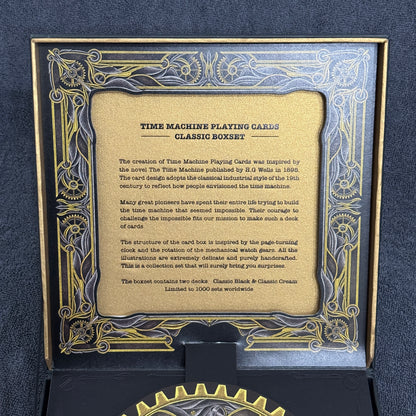 TIME MACHINE PLAYING CARDS
CLASSIC BOXSET
The creation of Time Machine Playing Cards was inspired by
the novel The Time Machine published by H.G Wells in 1895.
The card design adopts the classical industrial style of the 19th
century to reflect how people envisioned the time machine.
Many great pioneers have spent their entire life trying to build
the time machine that seemed impossible. Their courage to
challenge the impossible fits our mission to make such a deck
of cards
The structure of the card box is inspired by the page-turning
clock and the rotation of the mechanical watch gears. All the
illustrations are extremely delicate and purely handcrafted.
This is a collection set that will surely bring you surprises.
The boxset contains two decks Classic Black & Classic Cream
Limited to 1000 sets worldwide